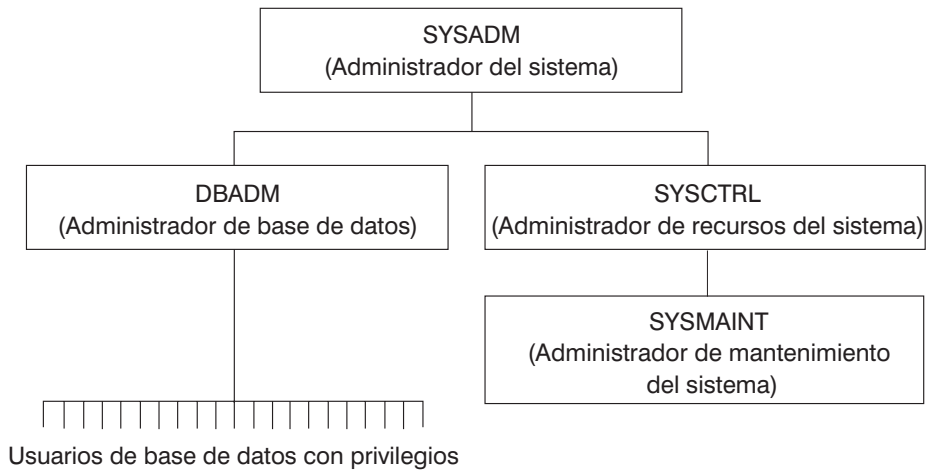 SYSADM
(Administrador del sistema)
DBADM
(Administrador de base de datos)
SYSCTRL
(Administrador de recursos del sistema)
SYSMAINT
(Administrador de mantenimiento
del sistema)
Usuarios de base de datos con privilegios